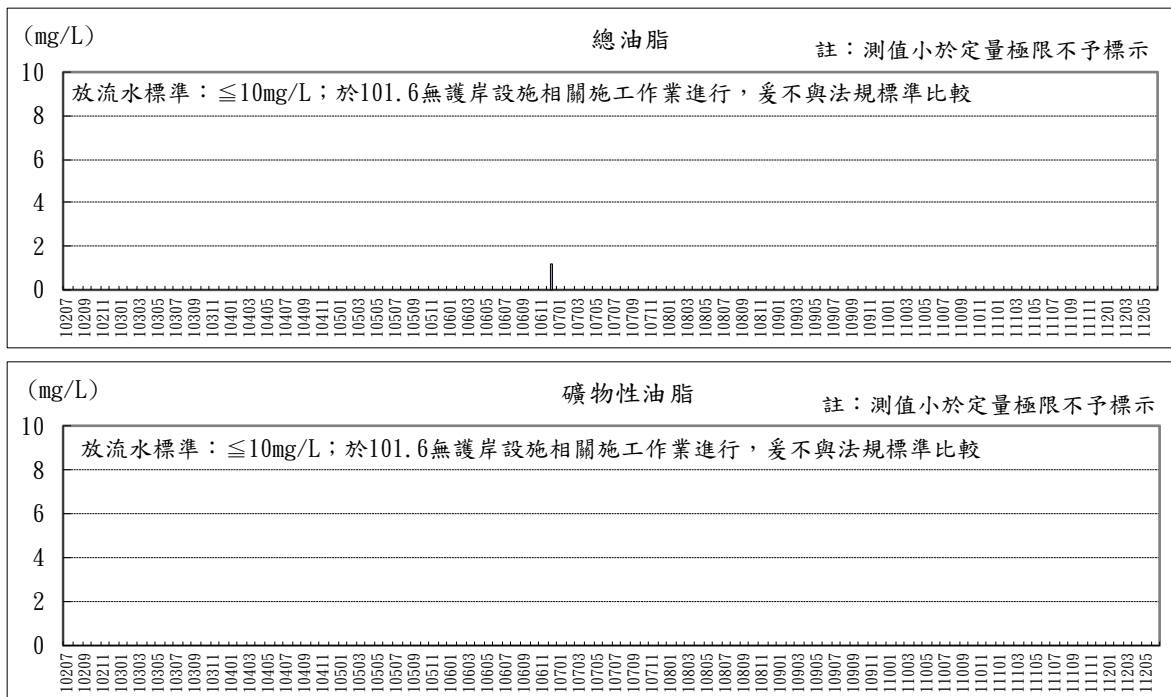 (mg/L)
總油脂
註：測值小於定量極限不予標示
放流水標準：≦10mg/L；於101.6無護岸設施相關施工作業進行，爰不與法規標準比較
10
8
6
4
2
0
10207 10209 10211 10301 10303 10305 10307 10309 10311 10401 10403 10405 10407 10409 10411 10501 10503 10505 10507 10509 10511 10601 10603 10605 10607 10609 10611 10701 10703 10705 10707 10709 10711 10801 10803 10805 10807 10809 10811 10901 10903 10905 10907 10909 10911 11001 11003 11005 11007 11009 11011 11101 11103 11105 11107 11109 11111 11201 11203 11205
(mg/L)
礦物性油脂
註：測值小於定量極限不予標示
放流水標準：≦10mg/L；於101.6無護岸設施相關施工作業進行，爰不與法規標準比較
10
8
6
4
2
0
10207 10209 10211 10301 10303 10305 10307 10309 10311 10401 10403 10405 10407 10409 10411 10501 10503 10505 10507 10509 10511 10601 10603 10605 10607 10609 10611 10701 10703 10705 10707 10709 10711 10801 10803 10805 10807 10809 10811 10901 10903 10905 10907 10909 10911 11001 11003 11005 11007 11009 11011 11101 11103 11105 11107 11109 11111 11201 11203 11205